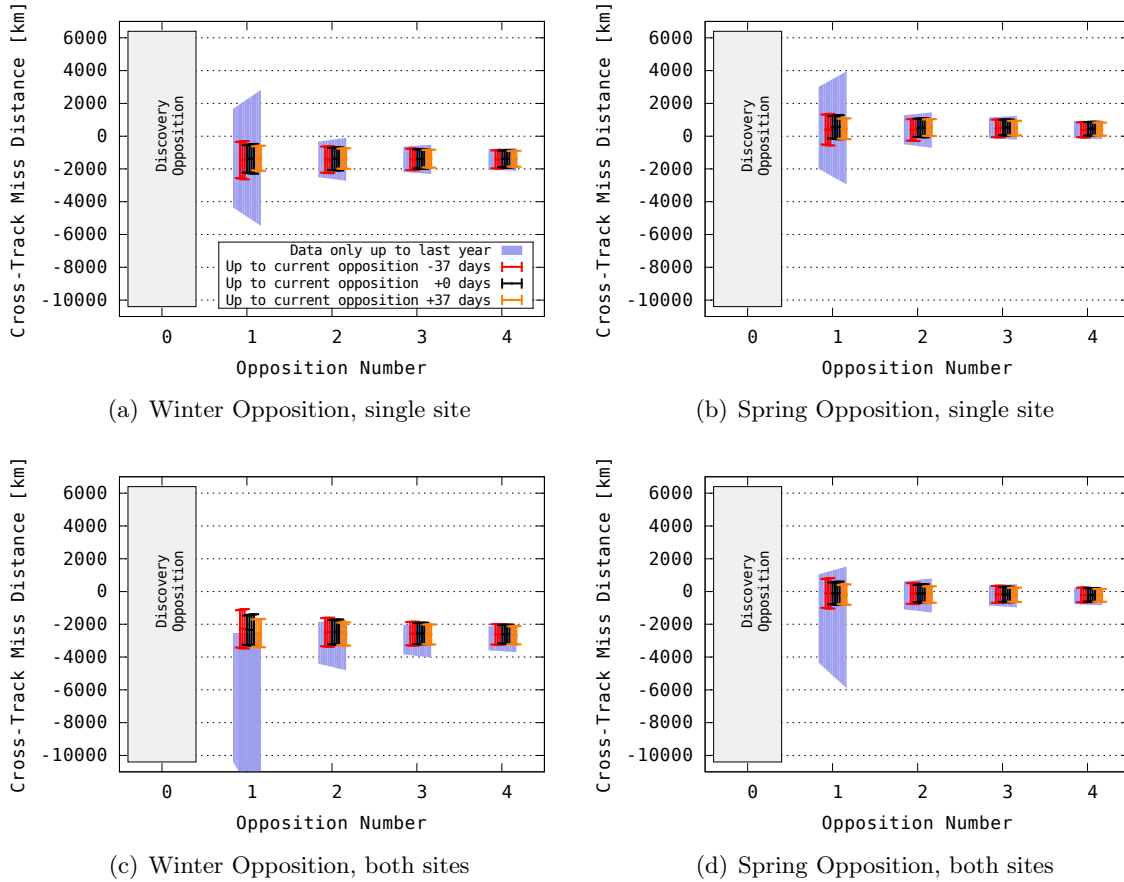 Cross-Track Miss Distance [km]
6000
4000
2000
0
-2000
-4000
-6000
-8000
-10000
Discovery
Opposition
Data only up to last year
Up to current opposition -37 days
Up to current opposition +0 days
Up to current opposition +37 days
0 1 2 3 4
Opposition Number
(a) Winter Opposition, single site
Cross-Track Miss Distance [km]
6000
4000
2000
0
-2000
-4000
-6000
-8000
-10000
Discovery
Opposition
0 1 2 3 4
Opposition Number
(b) Spring Opposition, single site
Cross-Track Miss Distance [km]
6000
4000
2000
0
-2000
-4000
-6000
-8000
-10000
Discovery
Opposition
0 1 2 3 4
Opposition Number
(c) Winter Opposition, both sites
Cross-Track Miss Distance [km]
6000
4000
2000
0
-2000
-4000
-6000
-8000
-10000
Discovery
Opposition
0 1 2 3 4
Opposition Number
(d) Spring Opposition, both sites